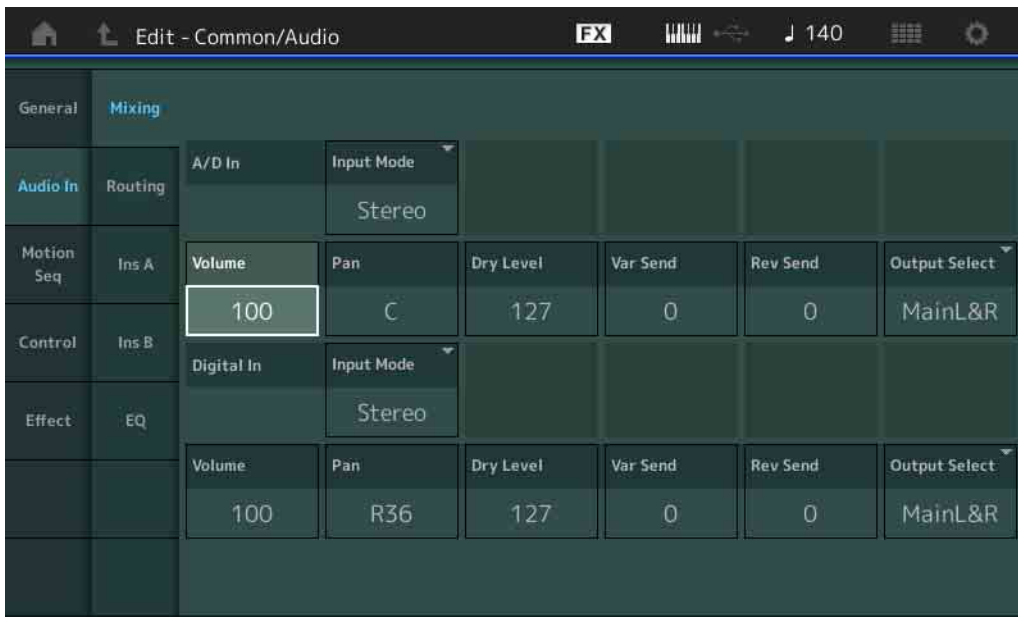 Edit - Common/Audio FX 140
General Mixing
A/D In Input Mode
Audio In Routing
Stereo
Motion Seq Ins A Volume Pan Dry Level Var Send Rev Send Output Select
100 C 127 0 0 MainL&R
Control Ins B
Digital In Input Mode
Stereo
Effect EQ
Volume Pan Dry Level Var Send Rev Send Output Select
100 R36 127 0 0 MainL&R